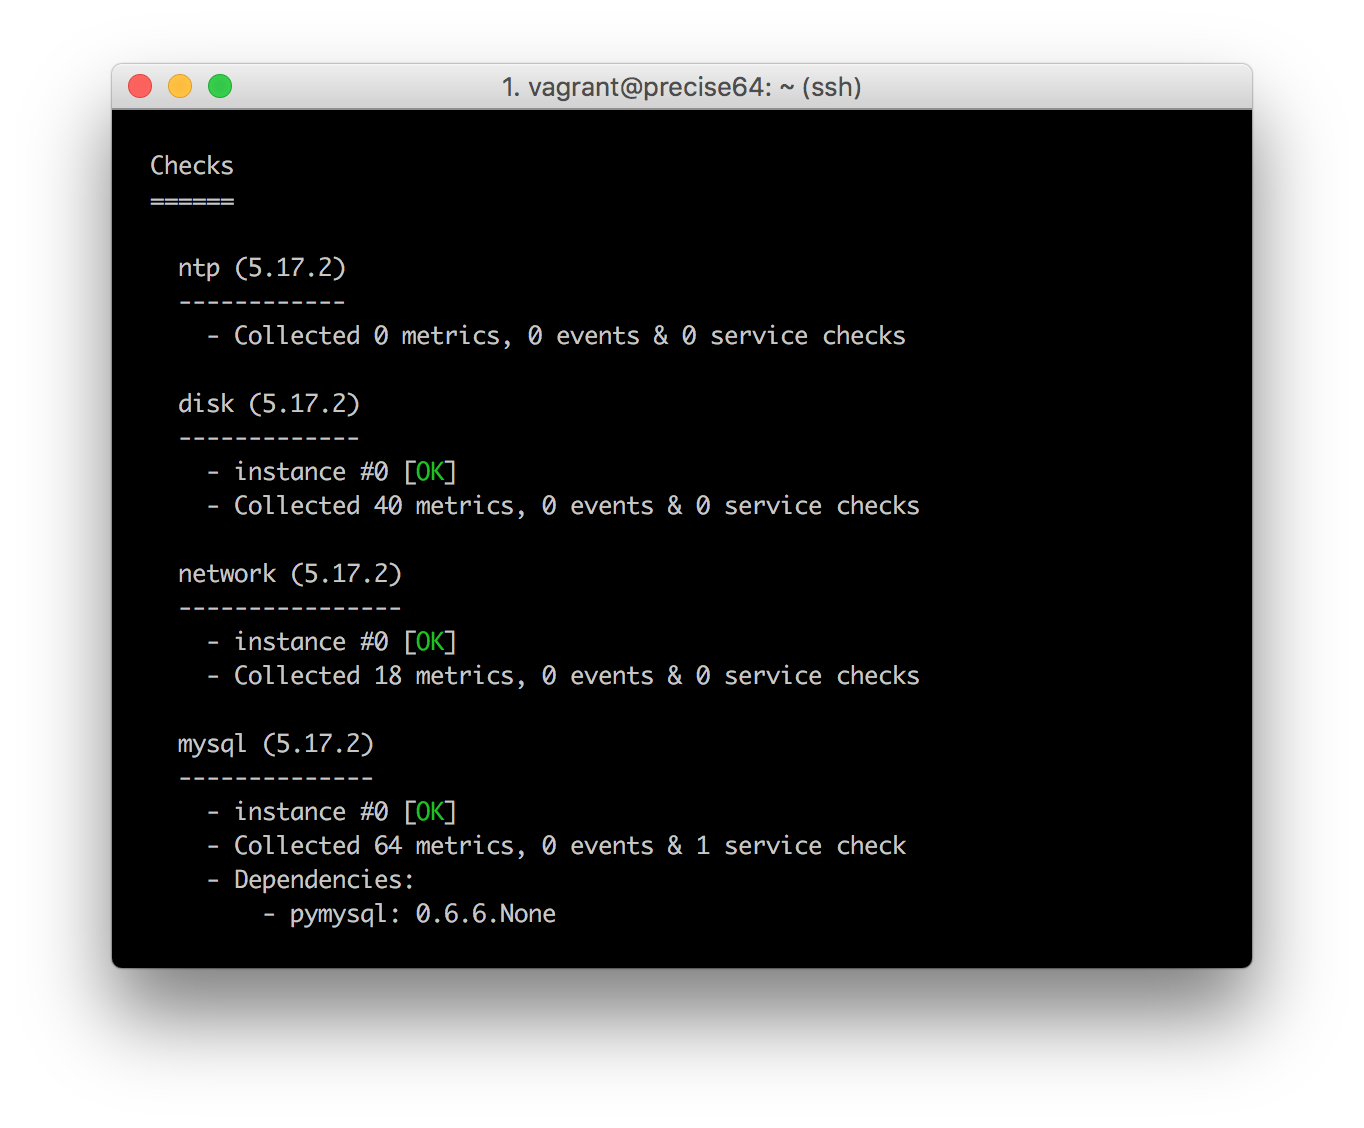 1. vagrant@precise64: ~ (ssh)
Checks
======
ntp (5.17.2)
------------
- Collected 0 metrics, 0 events & 0 service checks
disk (5.17.2)
-------------
- instance #0 [OK]
- Collected 40 metrics, 0 events & 0 service checks
network (5.17.2)
----------------
- instance #0 [OK]
- Collected 18 metrics, 0 events & 0 service checks
mysql (5.17.2)
--------------
- instance #0 [OK]
- Collected 64 metrics, 0 events & 1 service check
- Dependencies:
- pymysql: 0.6.6.None